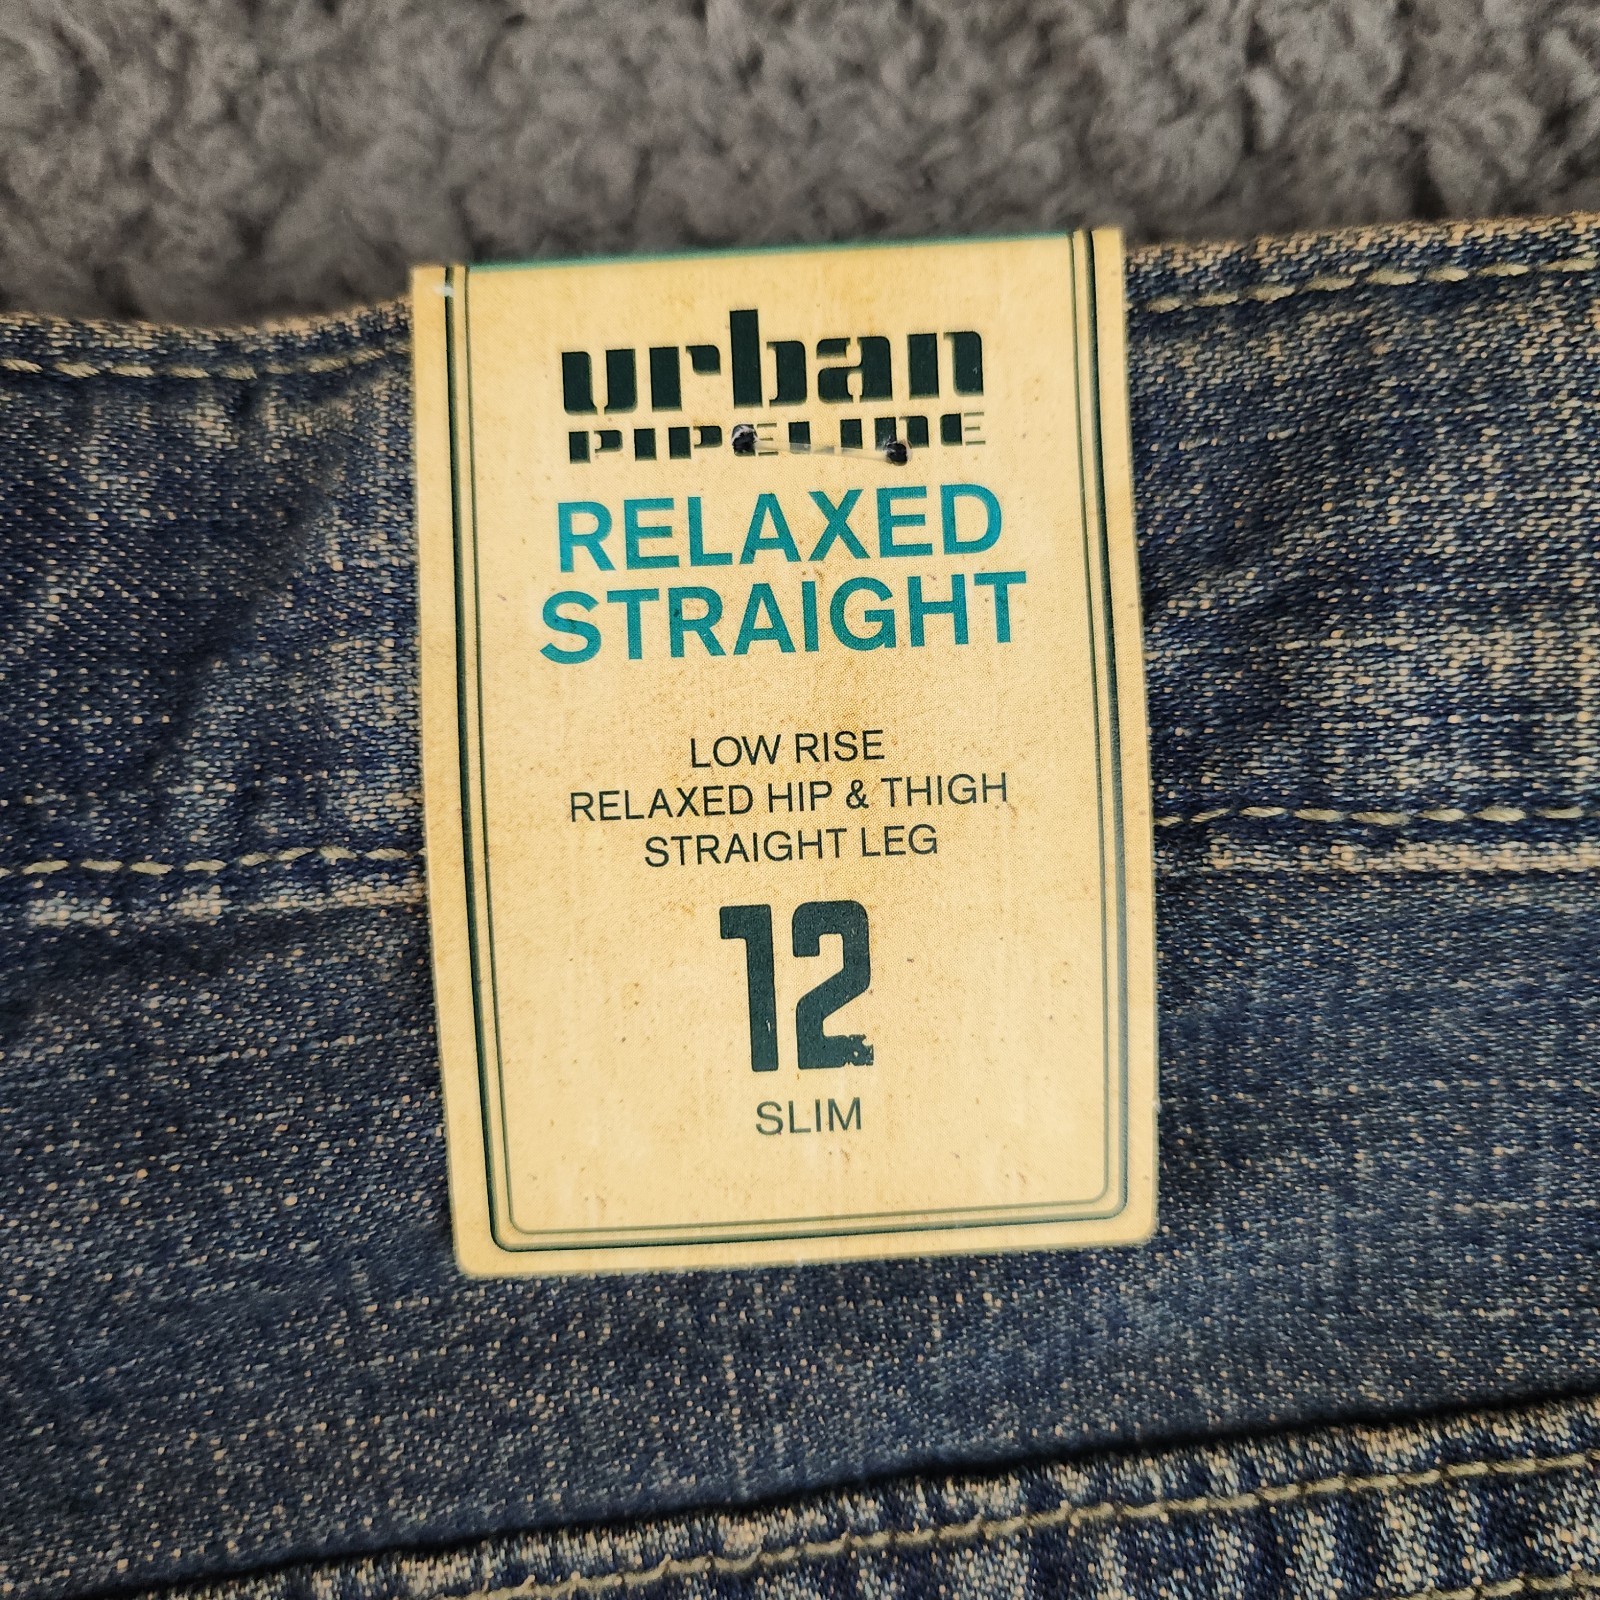 urban
PIPELINE
RELAXED
STRAIGHT
LOW RISE
RELAXED HIP & THIGH
STRAIGHT LEG
12
SLIM